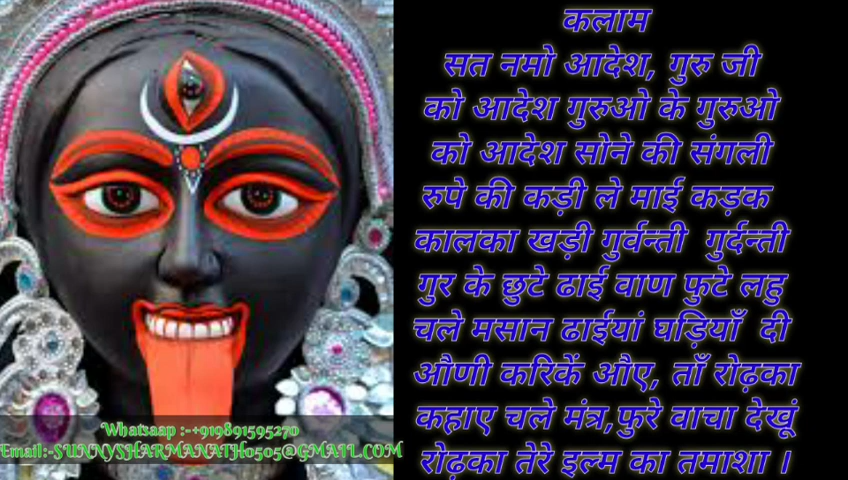 कलाम
सत नमो आदेश, गुरु जी
को आदेश गुरुओ के गुरुओ
को आदेश सोने की संगली
रुपे की कड़ी ले माई कड़क
कालका खड़ी गुर्वन्ती गुर्दन्ती
गुर के छुटे ढाई वाण फुटे लहु
चले मसान ढाईयां घड़ियाँ दी
औणी करिकें औए, ताँ रोढ़का
कहाए चले मंत्र,फुरे वाचा देखूं
रोढ़का तेरे इल्म का तमाशा ।
Whatsaap :-+919891595270
Email:-SUNNYSHARMANATH0505@GMAIL.COM